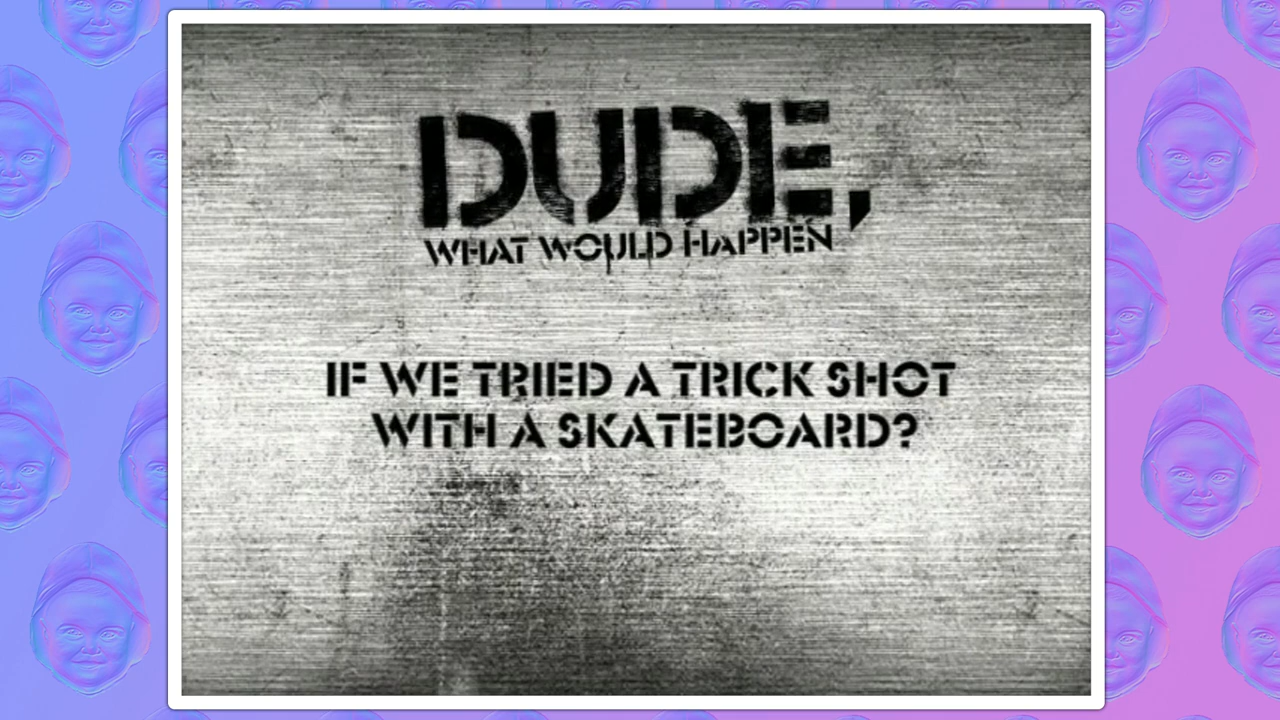 DUDE,
WHAT WOULD HAPPEN
IF WE TRIED A TRICK SHOT
WITH A SKATEBOARD?